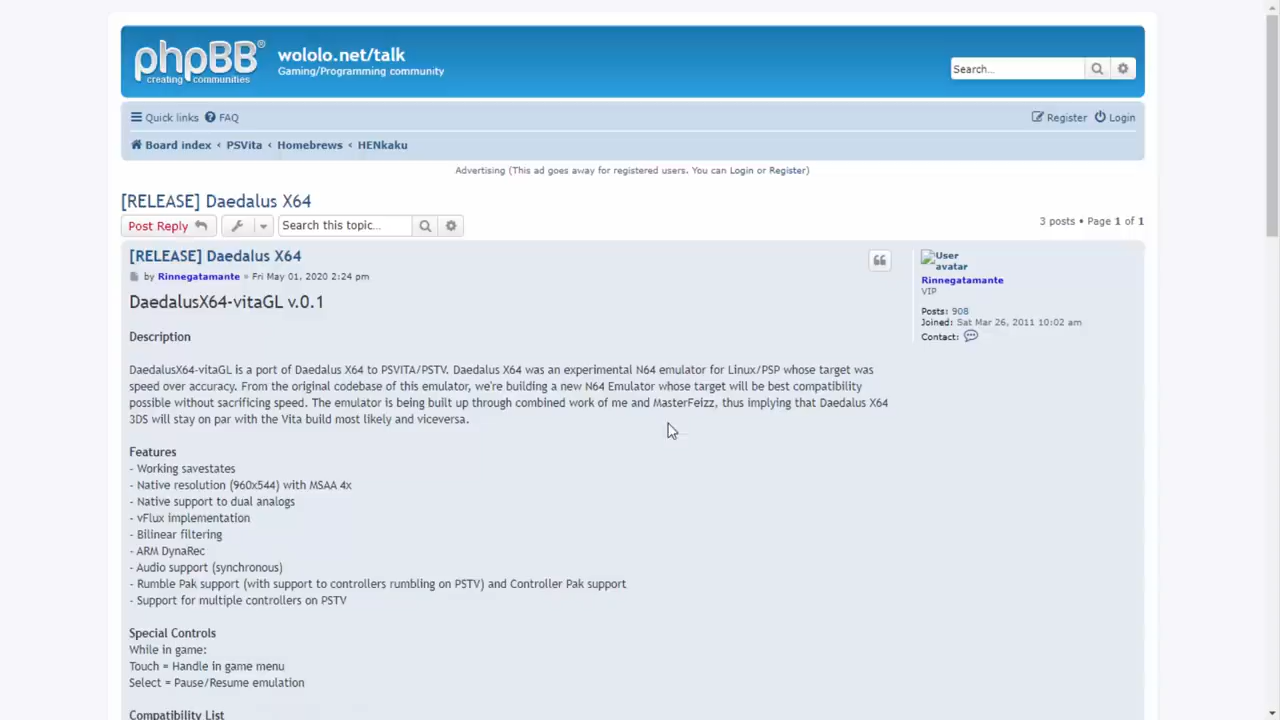 phpBB®
creating communities
wololo.net/talk
Gaming/Programming community
Search...
Quick links FAQ
Register Login
Board index ‹ PSVita ‹ Homebrews ‹ HENkaku
Advertising (This ad goes away for registered users. You can Login or Register)
[RELEASE] Daedalus X64
Post Reply
Search this topic...
3 posts • Page 1 of 1
[RELEASE] Daedalus X64
by Rinnegatamante » Fri May 01, 2020 2:24 pm
DaedalusX64-vitaGL v.0.1
Description
DaedalusX64-vitaGL is a port of Daedalus X64 to PSVITA/PSTV. Daedalus X64 was an experimental N64 emulator for Linux/PSP whose target was
speed over accuracy. From the original codebase of this emulator, we're building a new N64 Emulator whose target will be best compatibility
possible without sacrificing speed. The emulator is being built up through combined work of me and MasterFeizz, thus implying that Daedalus X64
3DS will stay on par with the Vita build most likely and viceversa.
Features
- Working savestates
- Native resolution (960x544) with MSAA 4x
- Native support to dual analogs
- vFlux implementation
- Bilinear filtering
- ARM DynaRec
- Audio support (synchronous)
- Rumble Pak support (with support to controllers rumbling on PSTV) and Controller Pak support
- Support for multiple controllers on PSTV
Special Controls
While in game:
Touch = Handle in game menu
Select = Pause/Resume emulation
Compatibility List
User
avatar
Rinnegatamante
VIP
Posts: 908
Joined: Sat Mar 26, 2011 10:02 am
Contact: